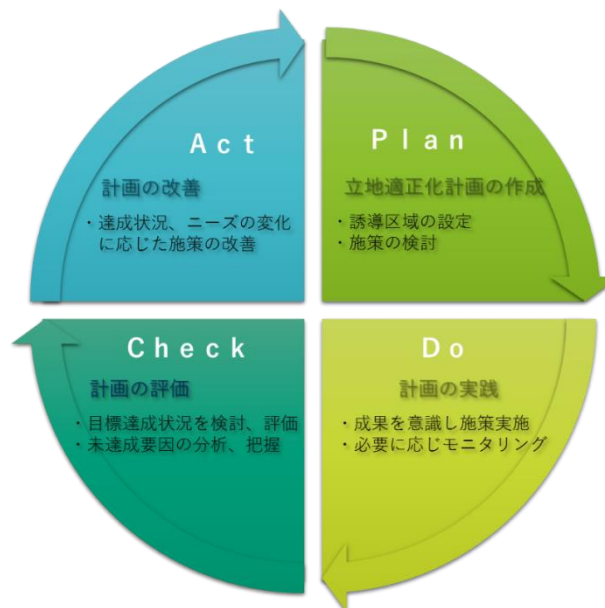 Act
計画の改善
・達成状況、ニーズの変化
に応じた施策の改善
Plan
立地適正化計画の作成
・誘導区域の設定
・施策の検討
Check
計画の評価
・目標達成状況を検討、評価
・未達成要因の分析、把握
Do
計画の実践
・成果を意識し施策実施
・必要に応じモニタリング